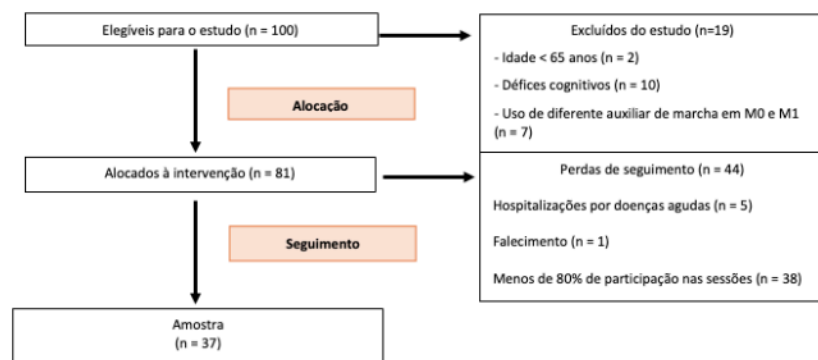 Elegíveis para o estudo (n = 100)
Excluídos do estudo (n=19)
- Idade < 65 anos (n = 2)
- Défices cognitivos (n = 10)
- Uso de diferente auxiliar de marcha em M0 e M1
(n = 7)
Alocação
Alocados à intervenção (n = 81)
Perdas de seguimento (n = 44)
Hospitalizações por doenças agudas (n = 5)
Falecimento (n = 1)
Menos de 80% de participação nas sessões (n = 38)
Seguimento
Amostra
(n = 37)